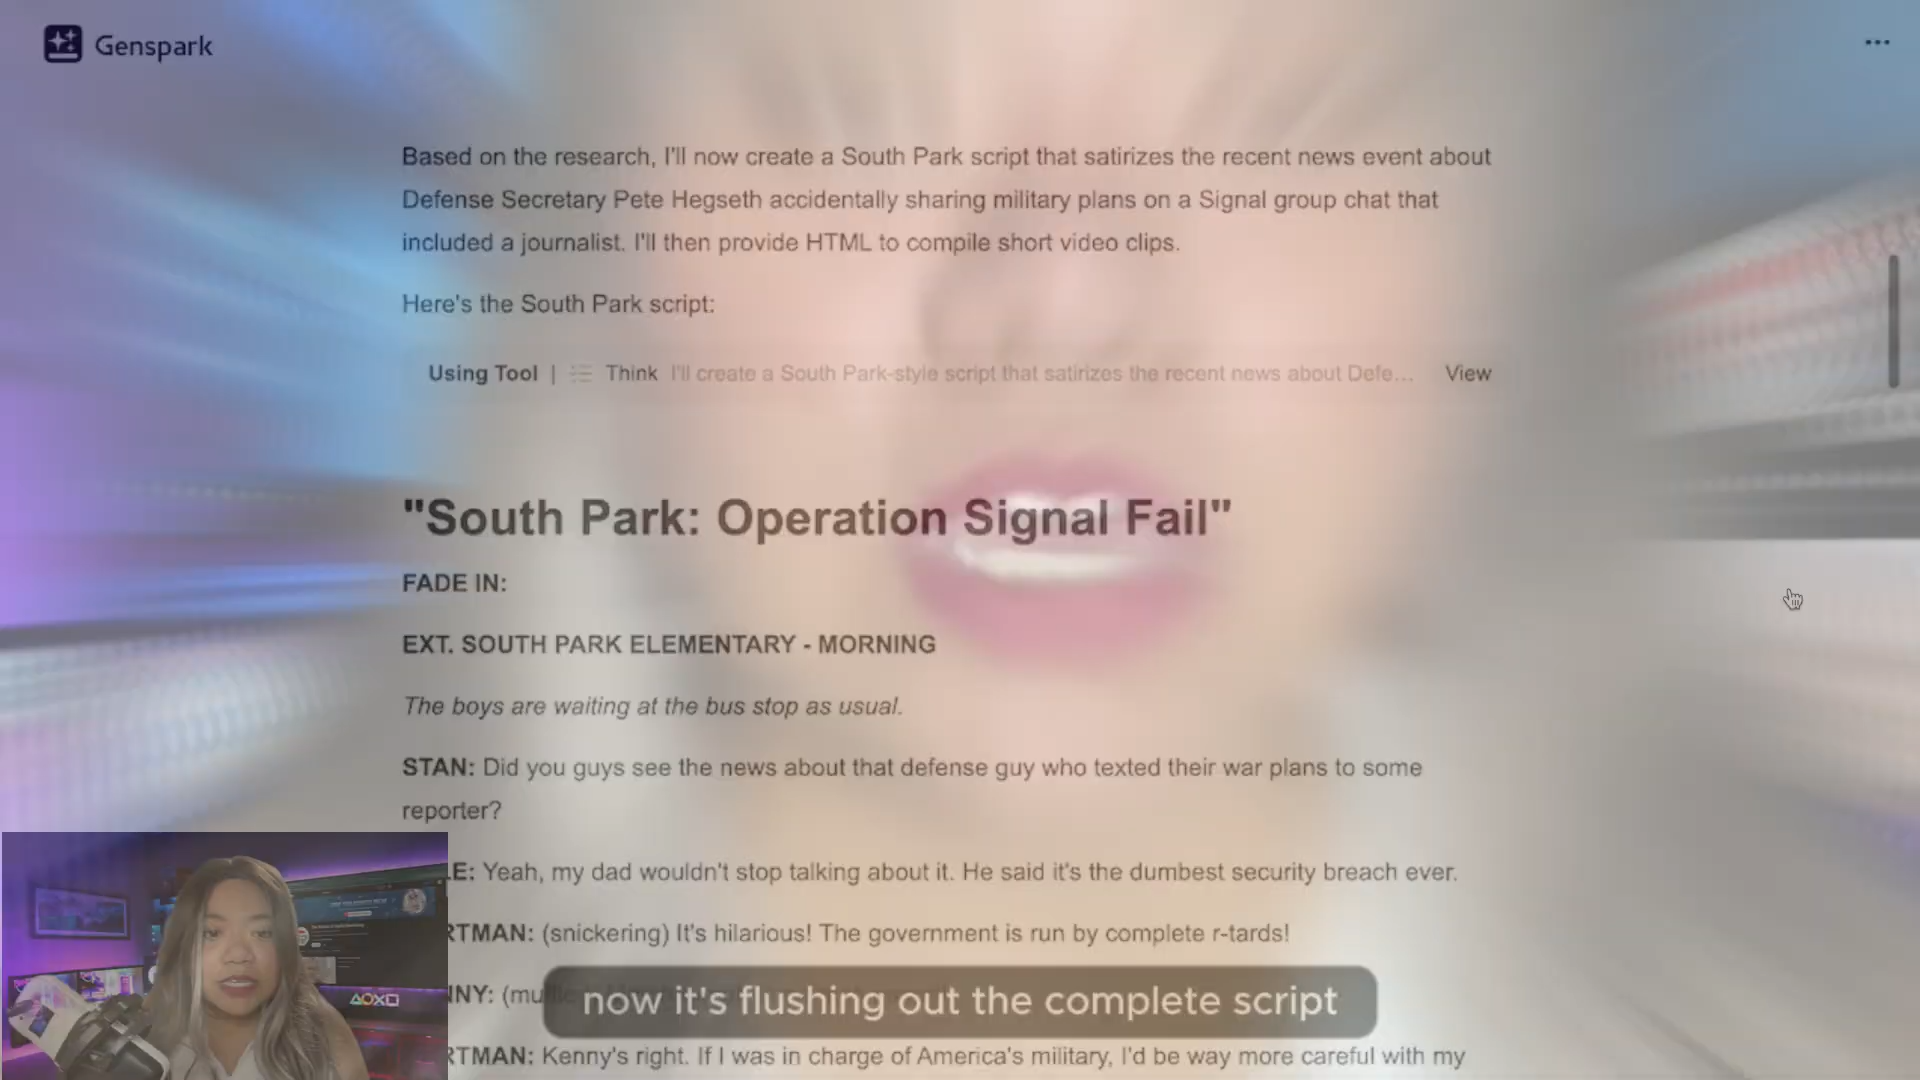 Genspark
Based on the research, I'll now create a South Park script that satirizes the recent news event about
Defense Secretary Pete Hegseth accidentally sharing military plans on a Signal group chat that
included a journalist. I'll then provide HTML to compile short video clips.
Here's the South Park script:
Using Tool | Think I'll create a South Park-style script that satirizes the recent news about Defe... View
"South Park: Operation Signal Fail"
FADE IN:
EXT. SOUTH PARK ELEMENTARY - MORNING
The boys are waiting at the bus stop as usual.
STAN: Did you guys see the news about that defense guy who texted their war plans to some
reporter?
LE: Yeah, my dad wouldn't stop talking about it. He said it's the dumbest security breach ever.
RTMAN: (snickering) It's hilarious! The government is run by complete r-tards!
NNY:
now it's flushing out the complete script
RTMAN: Kenny's right. If I was in charge of America's military, I'd be way more careful with my